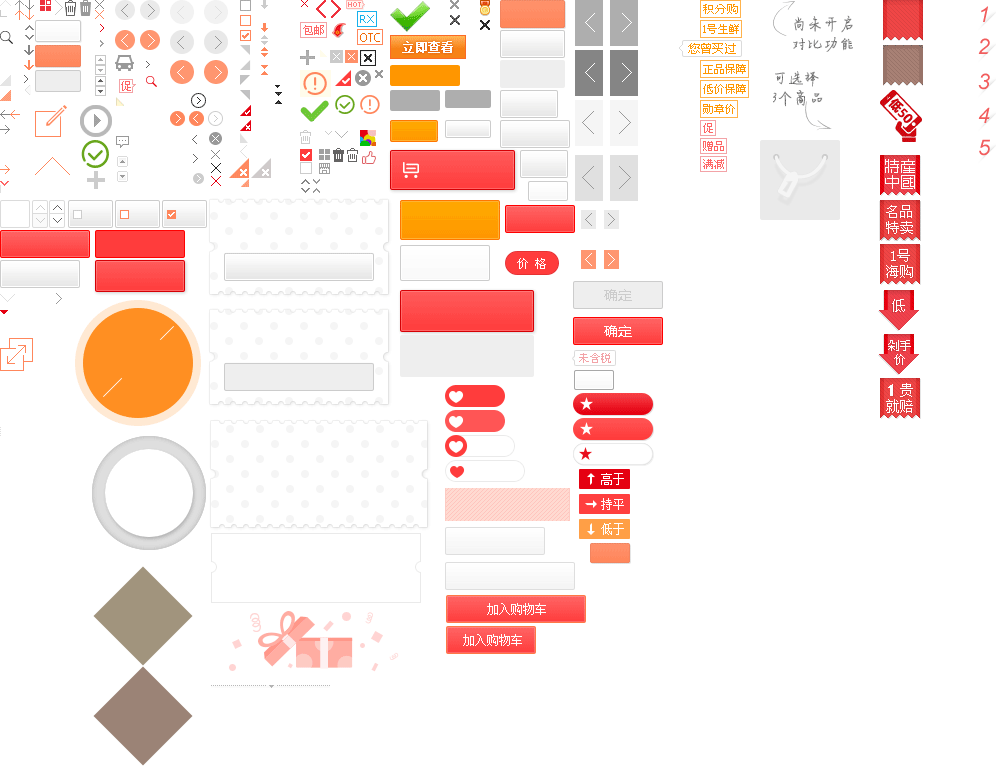 HOT
RX
包邮
OTC
立即查看
促
积分购
1号生鲜
您曾买过
正品保障
低价保障
勋章价
促
赠品
满减
尚未开启
对比功能
可选择
3个商品
1
2
3
4
5
低50%
特産
中國
名品
特卖
1号
海购
低
剁手
价
1 贵
就赔
价 格
确定
确定
未含税
高于
持平
低于
加入购物车
加入购物车